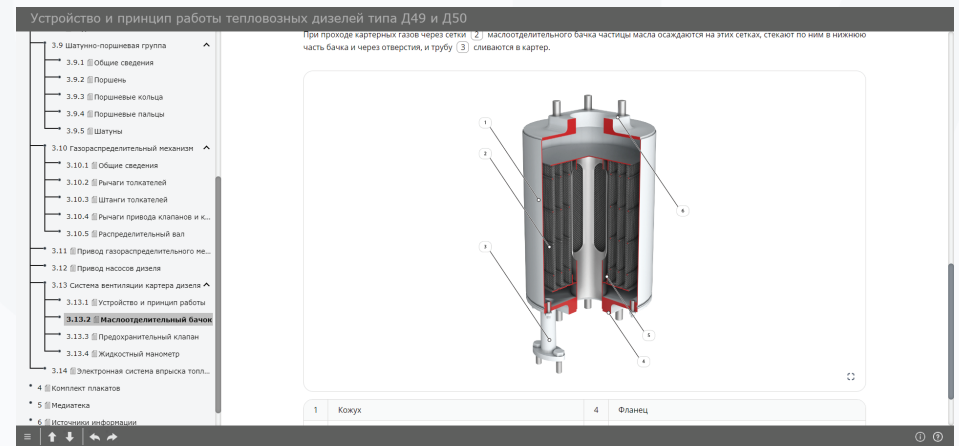 Устройство и принцип работы тепловозных дизелей типа Д49 и Д50
3.9 Шатунно-поршневая группа
3.9.1 Общие сведения
3.9.2 Поршень
3.9.3 Поршневые кольца
3.9.4 Поршневые пальцы
3.9.5 Шатуны
3.10 Газораспределительный механизм
3.10.1 Общие сведения
3.10.2 Рычаги толкателей
3.10.3 Штанги толкателей
3.10.4 Рычаги привода клапанов и к...
3.10.5 Распределительный вал
3.11 Привод газораспределительного ме...
3.12 Привод насосов дизеля
3.13 Система вентиляции картера дизеля
3.13.1 Устройство и принцип работы
3.13.2 Маслоотделительный бачок
3.13.3 Предохранительный клапан
3.13.4 Жидкостный манометр
3.14 Электронная система впрыска топл...
4 Комплект плакатов
5 Медиатека
6 Источники информации
При проходе картерных газов через сетки 2 маслоотделительного бачка частицы масла осаждаются на этих сетках, стекают по ним в нижнюю
часть бачка и через отверстия, и трубу 3 сливаются в картер.
1
2
3
6
5
4
1 Кожух 4 Фланец